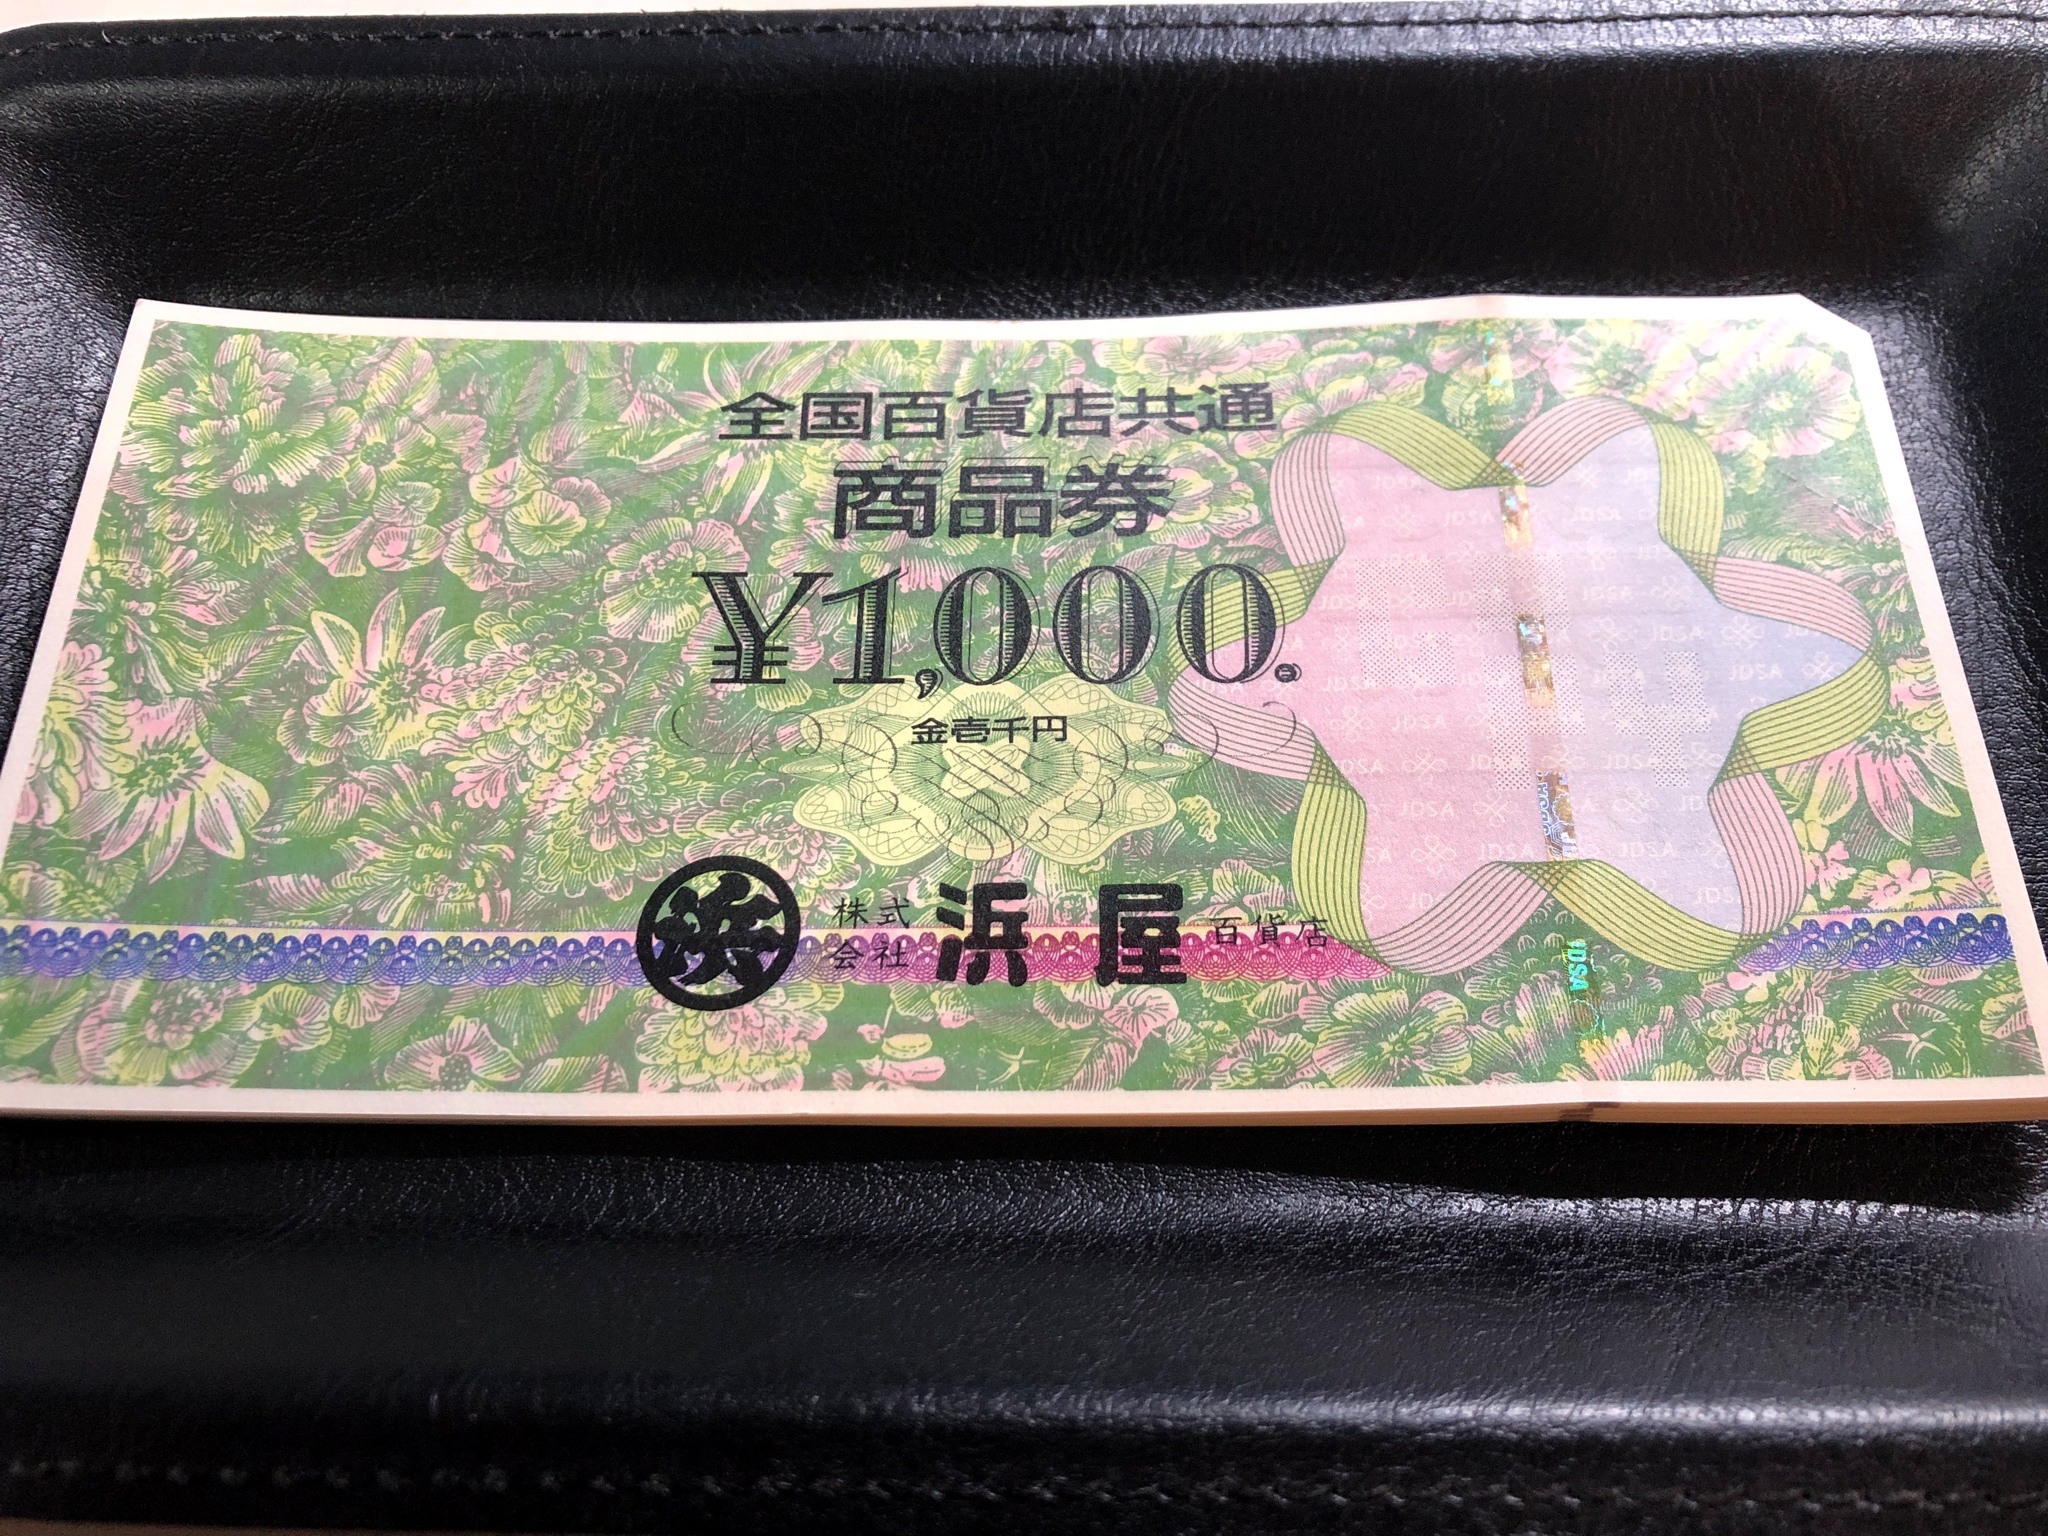 全国百貨店共通
商品券
¥1,000.
金壱千円
浜 株式会社 浜屋 百貨店
JDSA